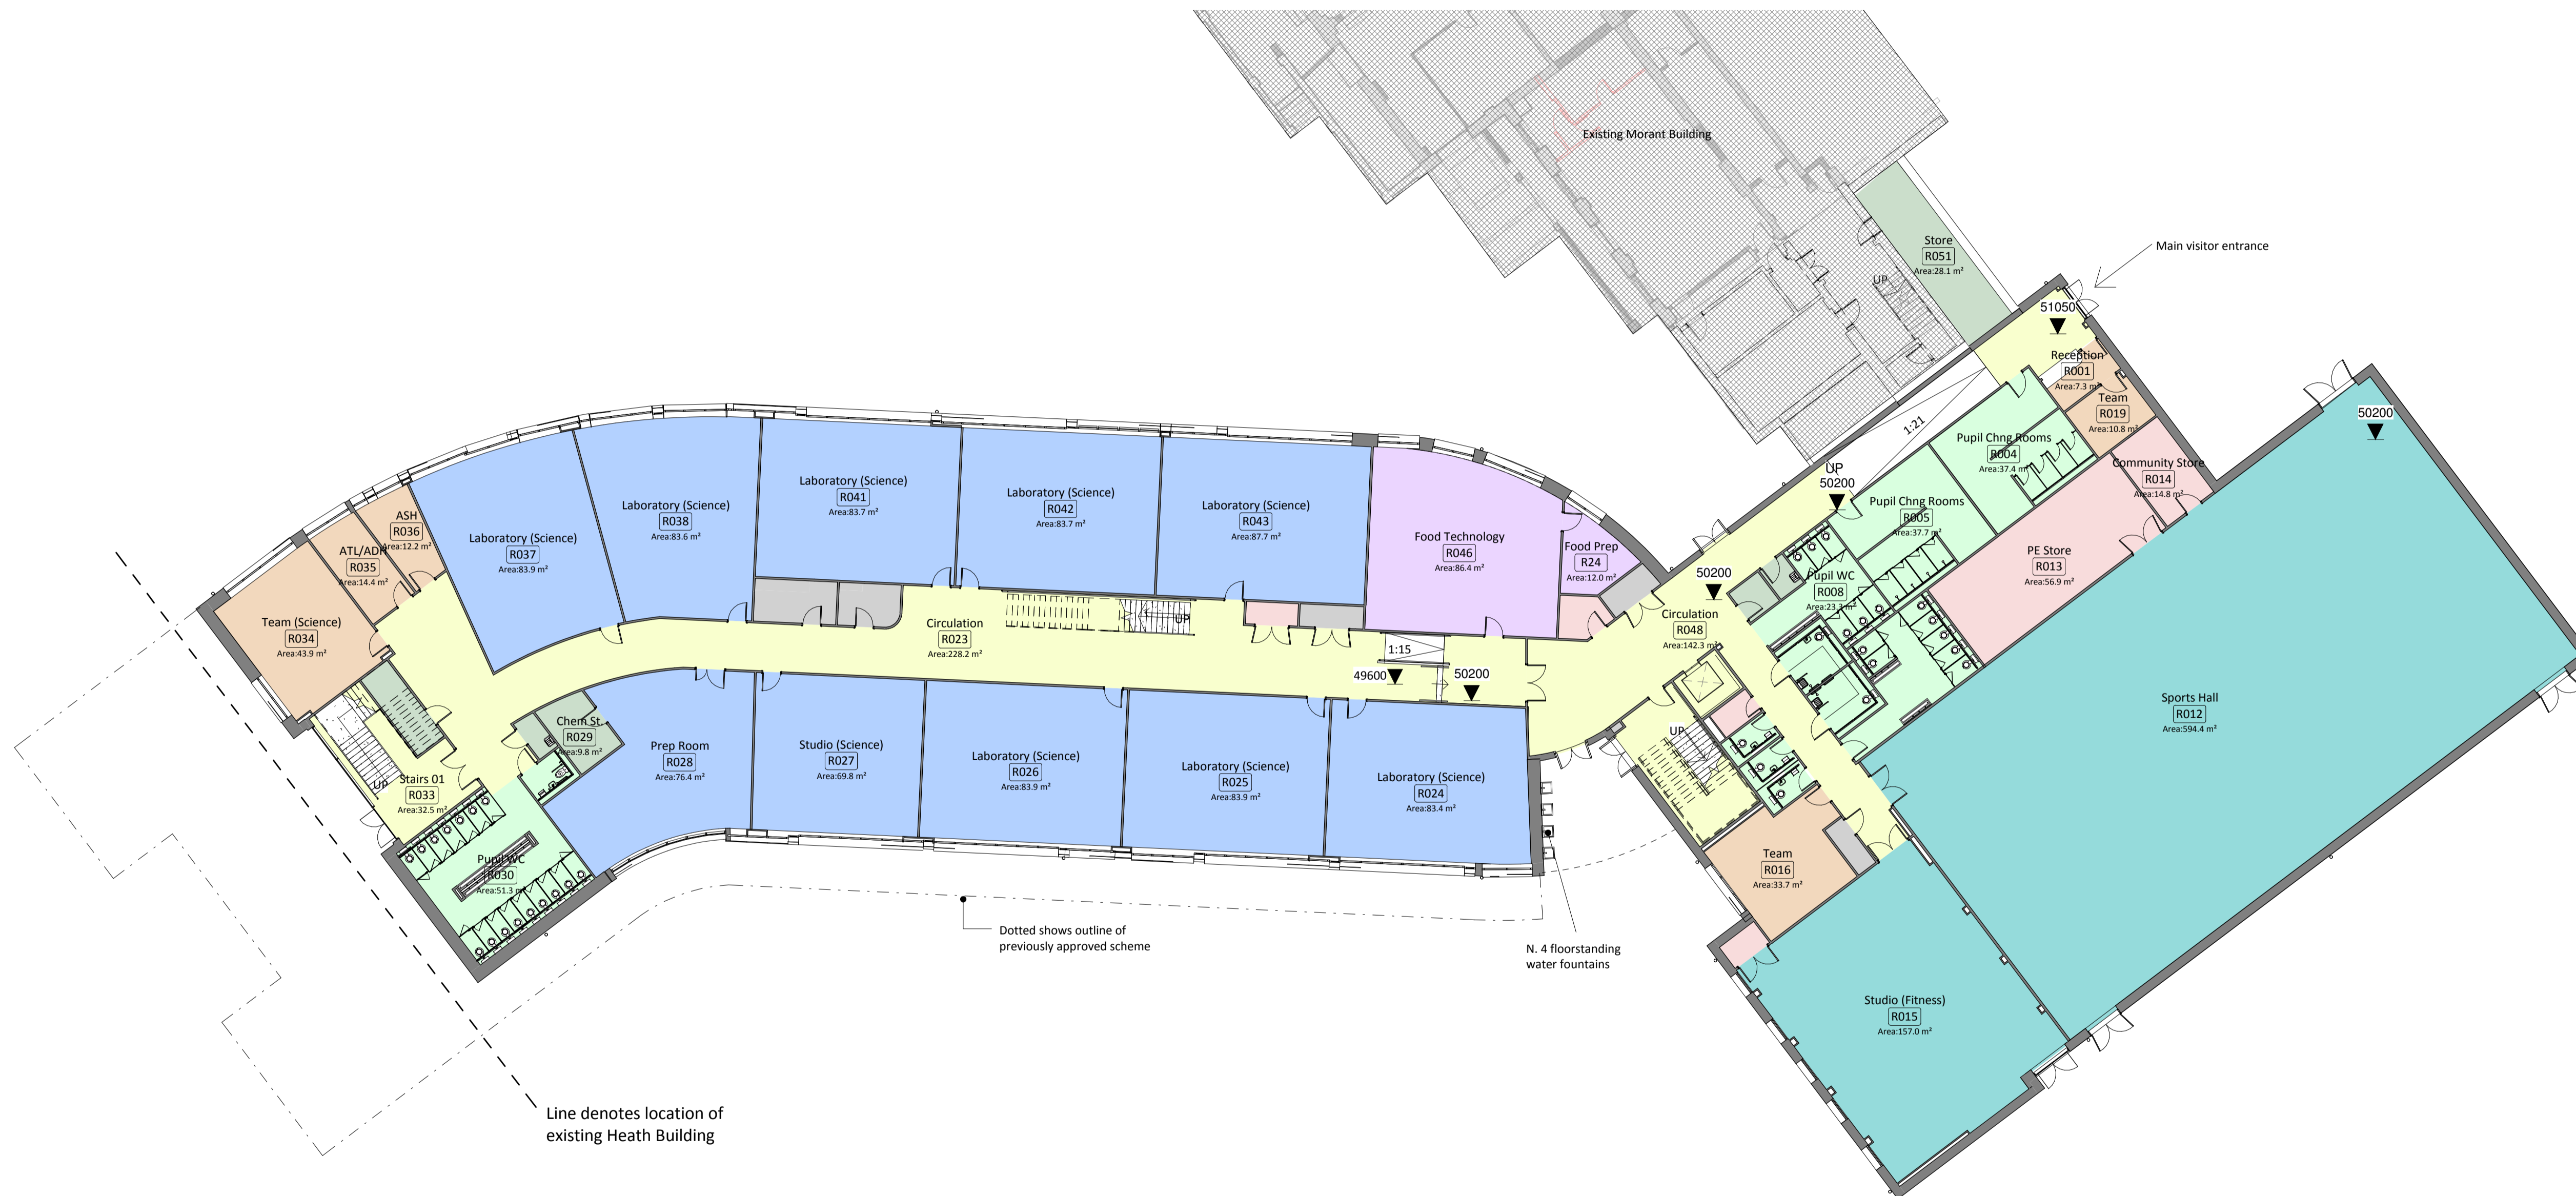 Existing Morant Building
Store
R051
Area:28.1 m²
UP
Main visitor entrance
51050
Reception
R001
Area:7.3 m²
Team
R019
Area:10.8 m²
50200
1:21
Pupil Chng Rooms
R004
Area:37.4 m²
Community Store
R014
Area:14.8 m²
UP
50200
Pupil Chng Rooms
R005
Area:37.7 m²
PE Store
R013
Area:56.9 m²
Pupil WC
R008
Area:23.3 m²
50200
Circulation
R048
Area:142.3 m²
Sports Hall
R012
Area:594.4 m²
ASH
R036
Area:12.2 m²
ATL/ADH
R035
Area:14.4 m²
Team (Science)
R034
Area:43.9 m²
Laboratory (Science)
R037
Area:83.9 m²
Laboratory (Science)
R038
Area:83.6 m²
Laboratory (Science)
R041
Area:83.7 m²
Laboratory (Science)
R042
Area:83.7 m²
Laboratory (Science)
R043
Area:87.7 m²
Food Technology
R046
Area:86.4 m²
Food Prep
R24
Area:12.0 m²
Circulation
R023
Area:228.2 m²
UP
1:15
49600
50200
Chem St.
R029
Area:9.8 m²
Prep Room
R028
Area:76.4 m²
Studio (Science)
R027
Area:69.8 m²
Laboratory (Science)
R026
Area:83.9 m²
Laboratory (Science)
R025
Area:83.9 m²
Laboratory (Science)
R024
Area:83.4 m²
UP
Stairs 01
R033
Area:32.5 m²
UP
Pupil WC
R030
Area:51.3 m²
Team
R016
Area:33.7 m²
Studio (Fitness)
R015
Area:157.0 m²
Dotted shows outline of
previously approved scheme
N. 4 floorstanding
water fountains
Line denotes location of
existing Heath Building